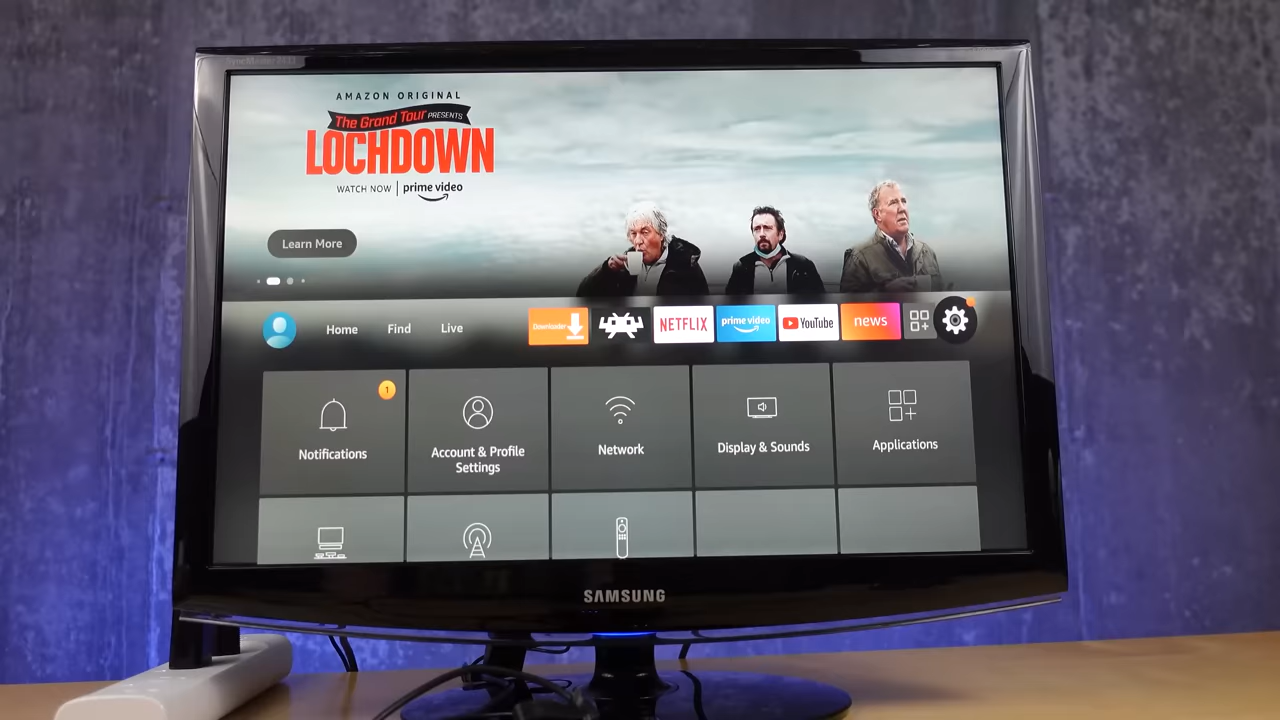 AMAZON ORIGINAL
The Grand Tour PRESENTS
LOCHDOWN
WATCH NOW | prime video
Learn More
Home
Find
Live
Downloader
NETFLIX
prime video
YouTube
news
1
Notifications
Account & Profile
Settings
Network
Display & Sounds
Applications
SAMSUNG